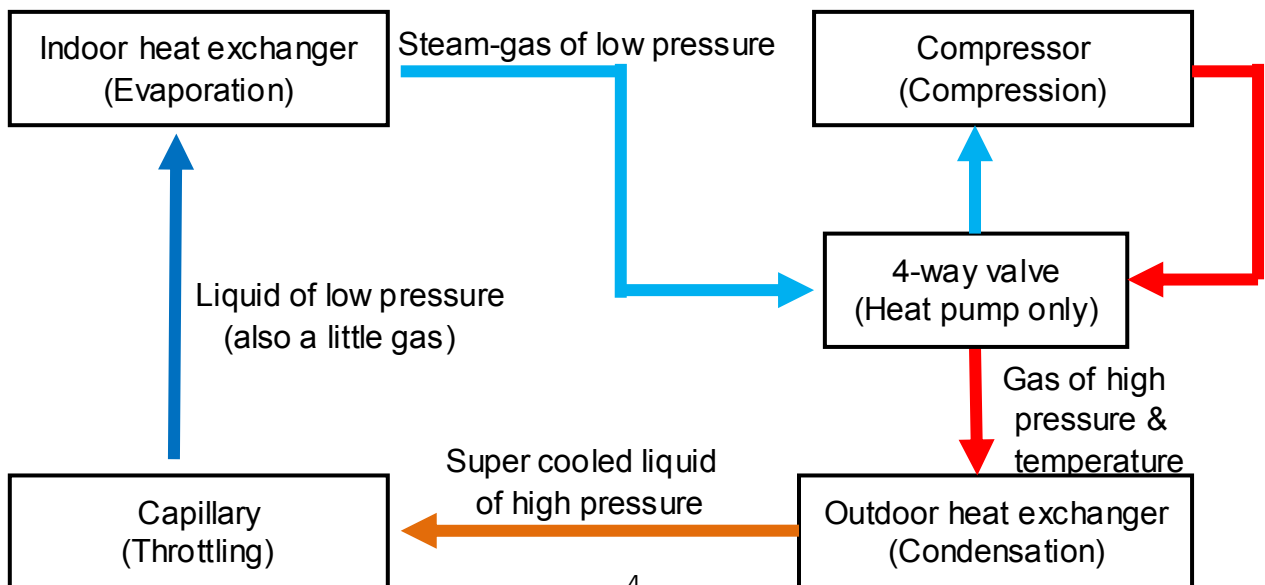 Indoor heat exchanger
(Evaporation)
Steam-gas of low pressure
Compressor
(Compression)
4-way valve
(Heat pump only)
Liquid of low pressure
(also a little gas)
Gas of high
pressure &
temperature
Super cooled liquid
of high pressure
Capillary
(Throttling)
Outdoor heat exchanger
(Condensation)
4